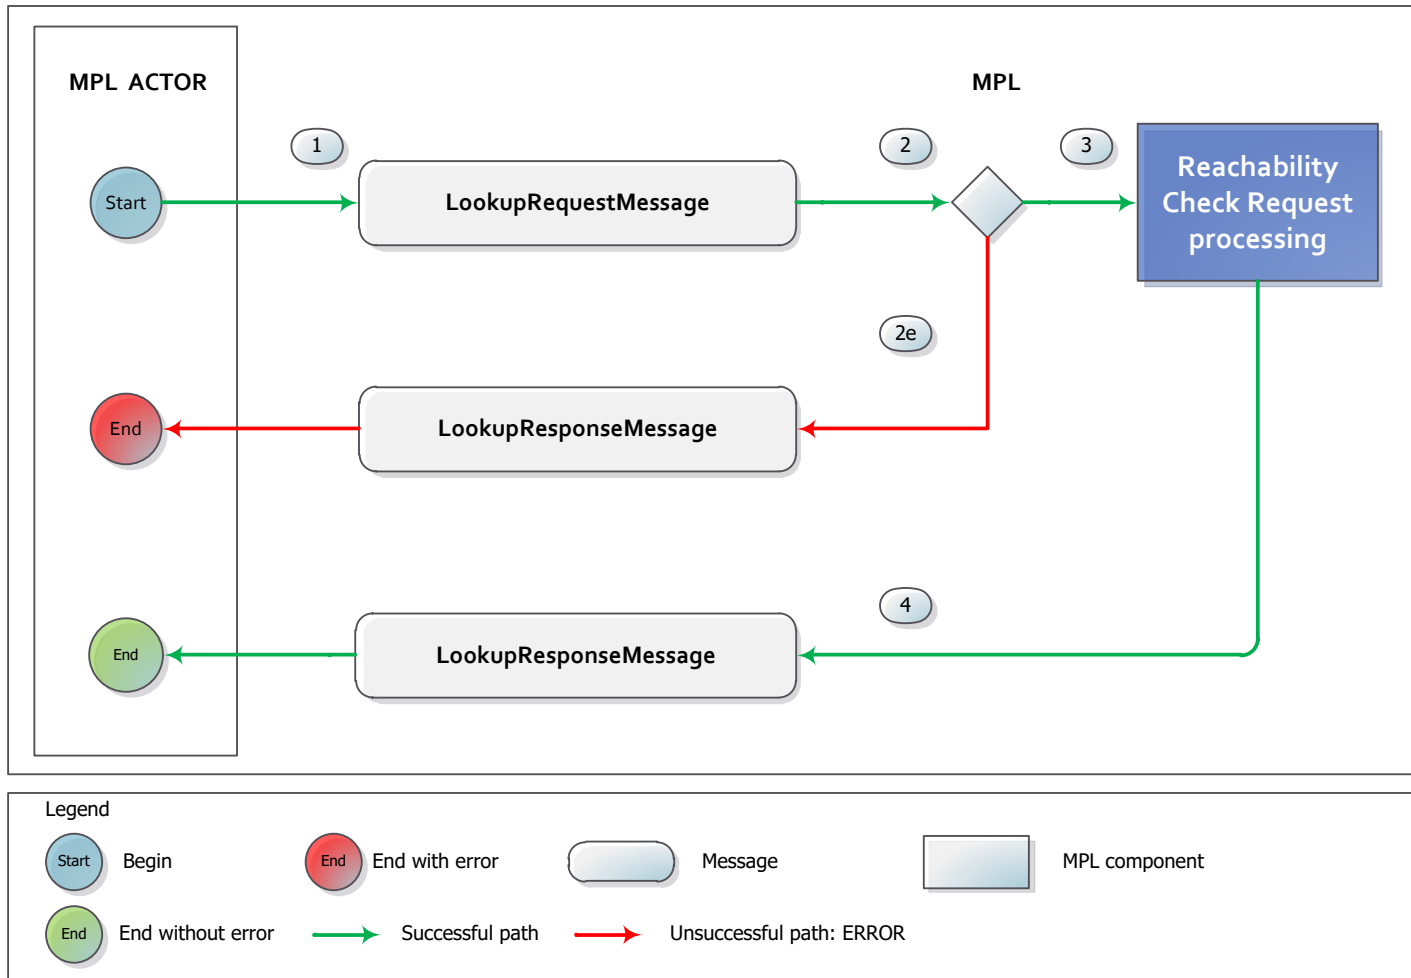 MPL ACTOR
MPL
1
2
3
Start
LookupRequestMessage
Reachability
Check Request
processing
2e
End
LookupResponseMessage
4
End
LookupResponseMessage
Legend
Start
Begin
End
End with error
Message
MPL component
End
End without error
Successful path
Unsuccessful path: ERROR